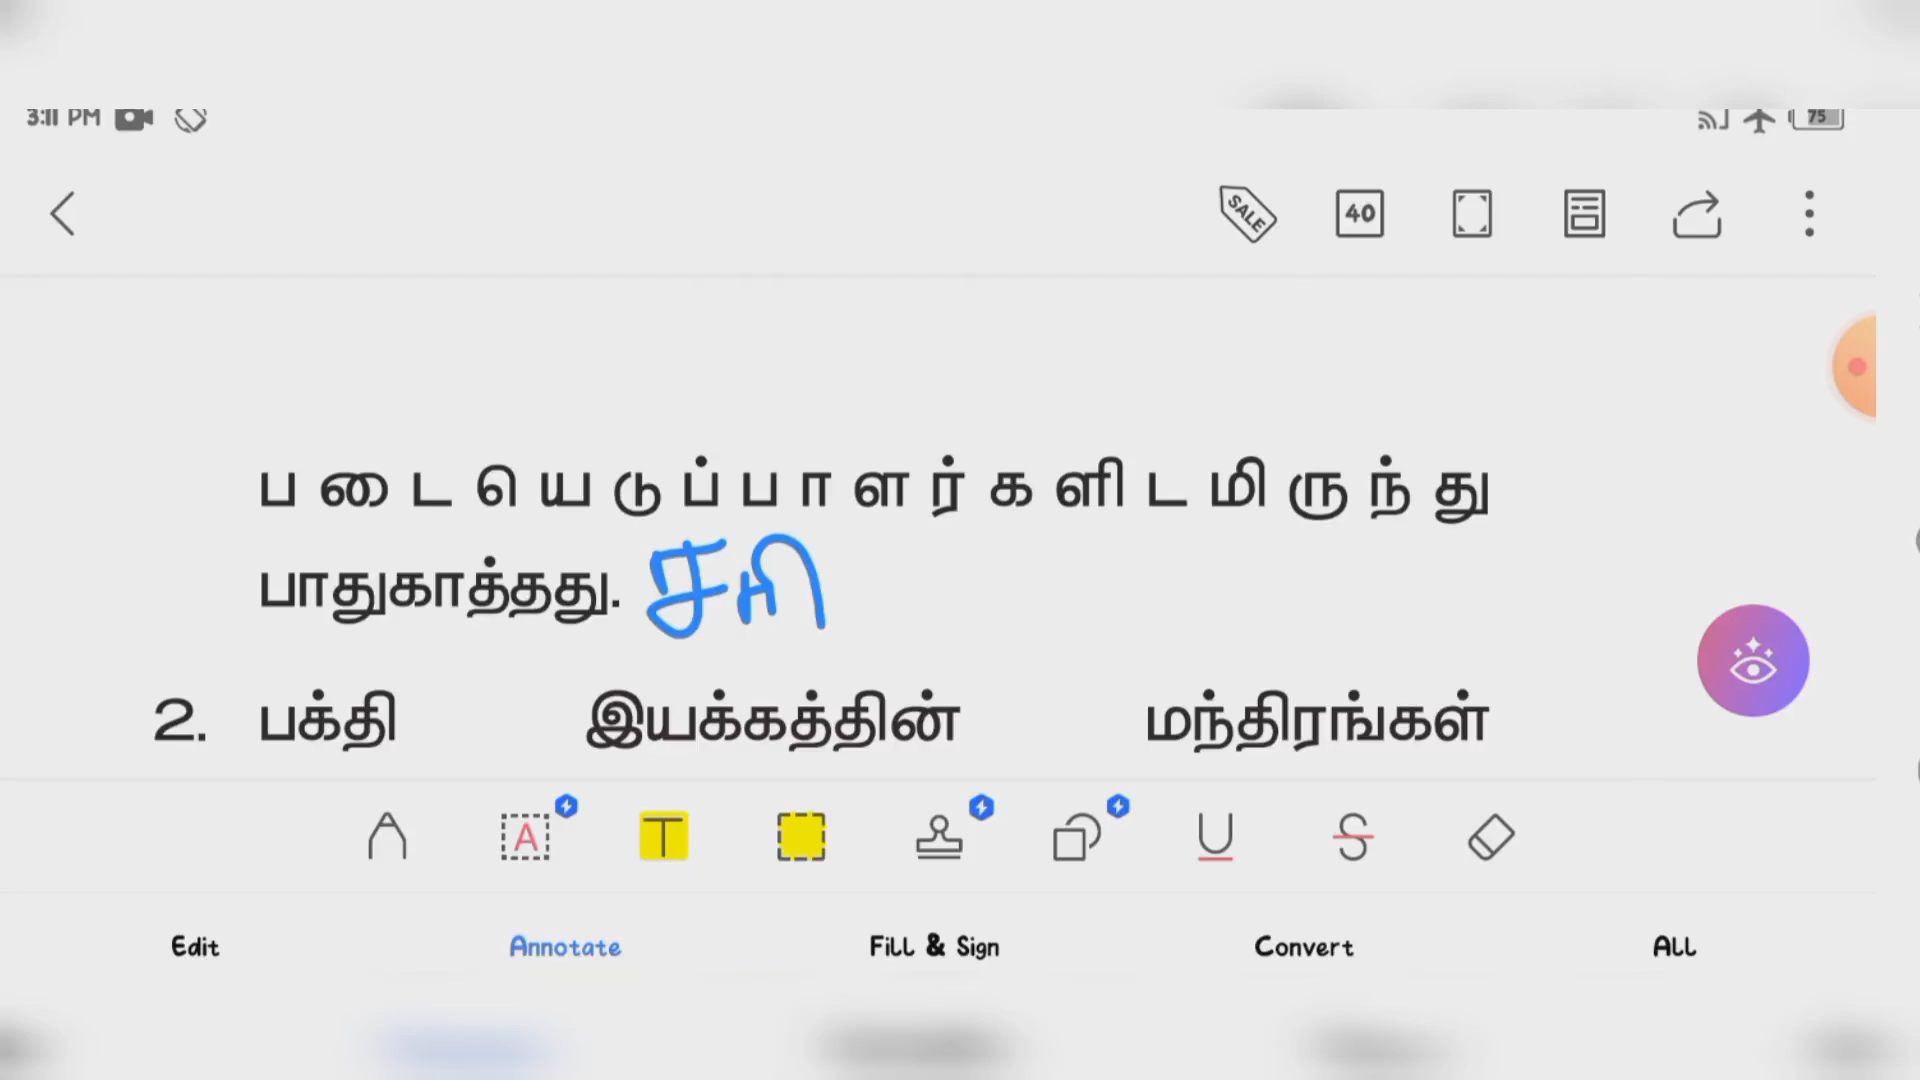 3:11 PM
75
SALE
40
படையெடுப்பாளர்களிடமிருந்து
பாதுகாத்தது. சரி
2. பக்தி இயக்கத்தின் மந்திரங்கள்
A T U S
Edit Annotate Fill & Sign Convert All